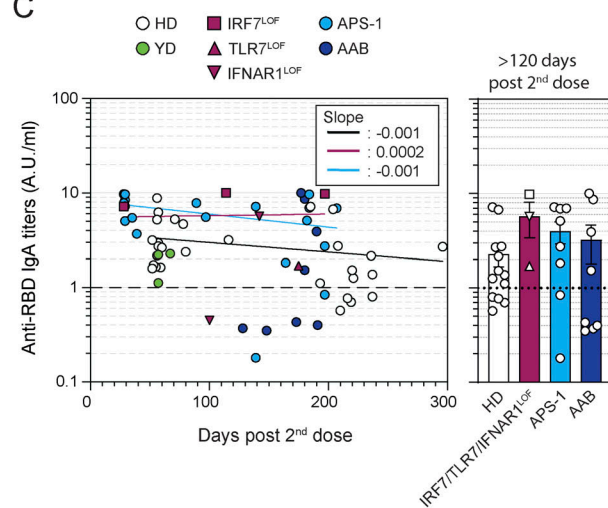 C
HD
IRF7LOF
APS-1
YD
TLR7LOF
AAB
IFNAR1LOF
>120 days
post 2nd dose
Anti-RBD IgA titers (A.U./ml)
100
10
1
0.1
Slope
: -0.001
: 0.0002
: -0.001
0
100
200
300
Days post 2nd dose
HD
IRF7/TLR7/IFNAR1LOF
APS-1
AAB